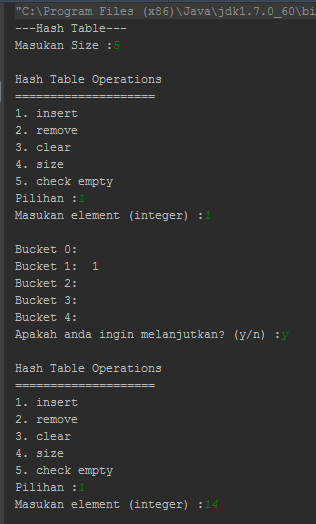 "C:\Program Files (x86)\Java\jdk1.7.0_60\bi
---Hash Table---
Masukan Size :5
Hash Table Operations
====================
1. insert
2. remove
3. clear
4. size
5. check empty
Pilihan :1
Masukan element (integer) :1
Bucket 0:
Bucket 1:  1
Bucket 2:
Bucket 3:
Bucket 4:
Apakah anda ingin melanjutkan? (y/n) :y
Hash Table Operations
====================
1. insert
2. remove
3. clear
4. size
5. check empty
Pilihan :1
Masukan element (integer) :14